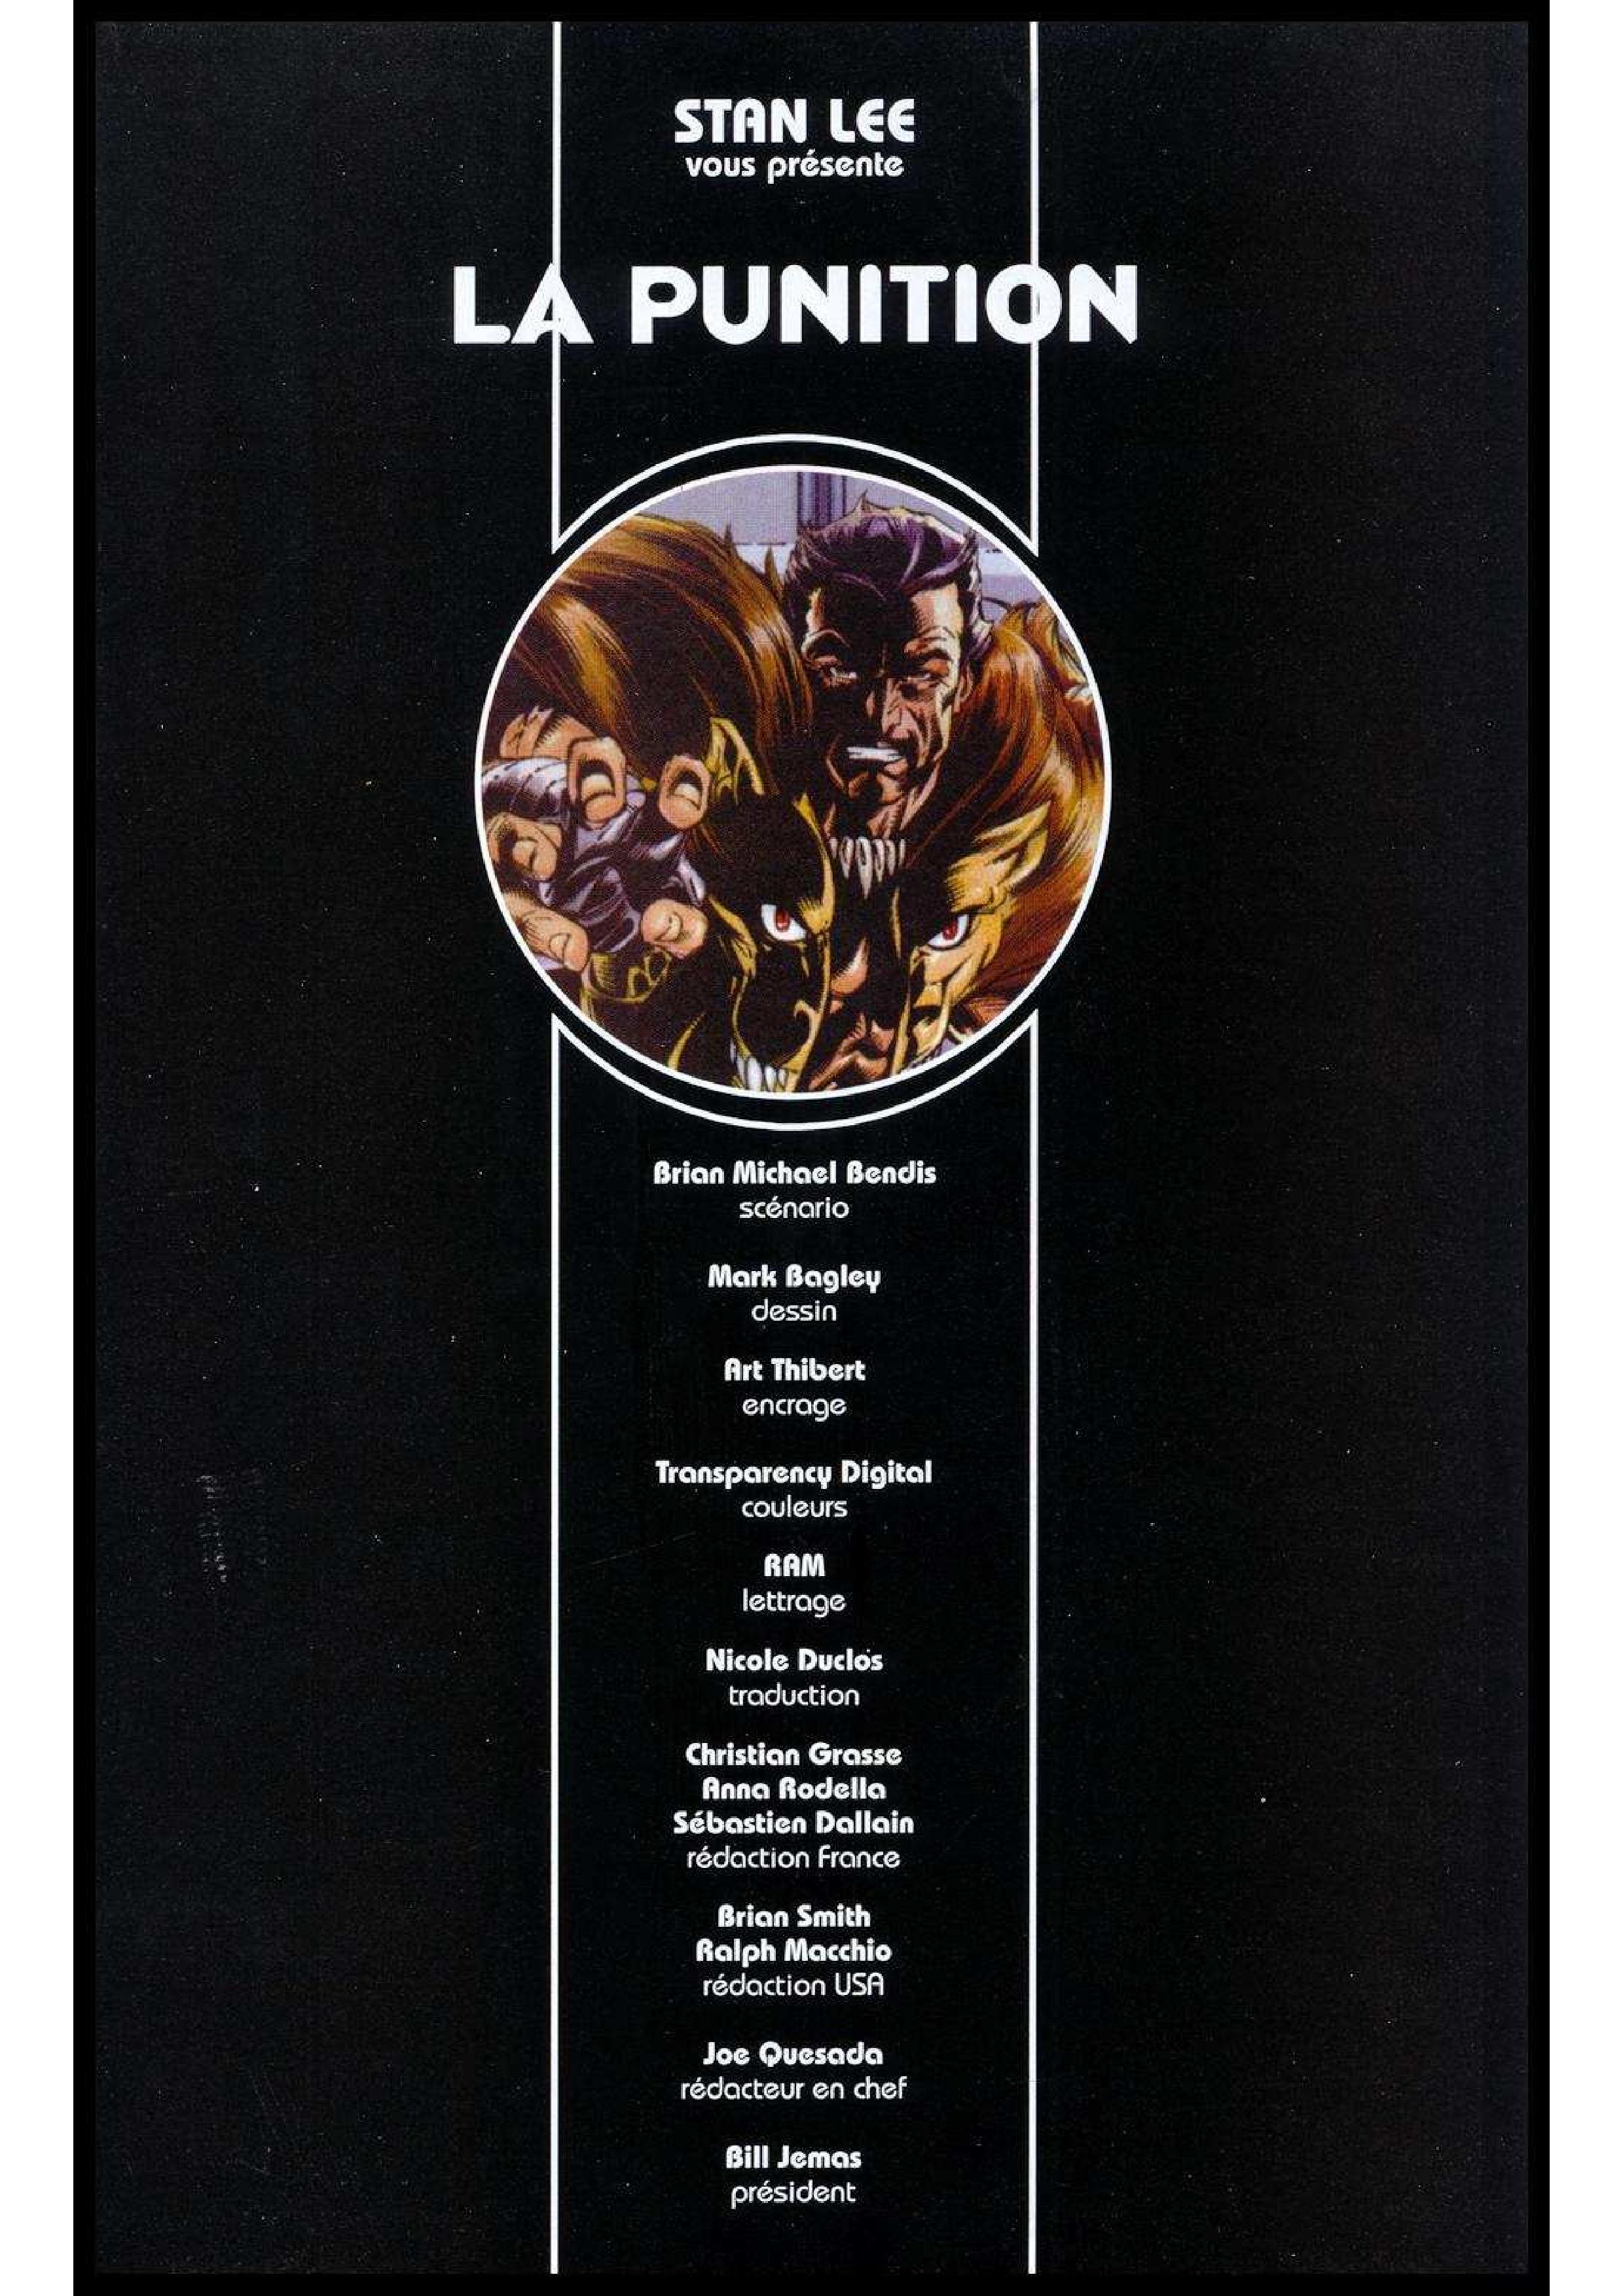 STAN LEE
vous présente
LA PUNITION
Brian Michael Bendis
scénario
Mark Bagley
dessin
Art Thibert
encrage
Transparency Digital
couleurs
RAM
lettrage
Nicole Duclos
traduction
Christian Grasse
Anna Rodella
Sébastien Dallain
rédaction France
Brian Smith
Ralph Macchio
rédaction USA
Joe Quesada
rédacteur en chef
Bill Jemas
président